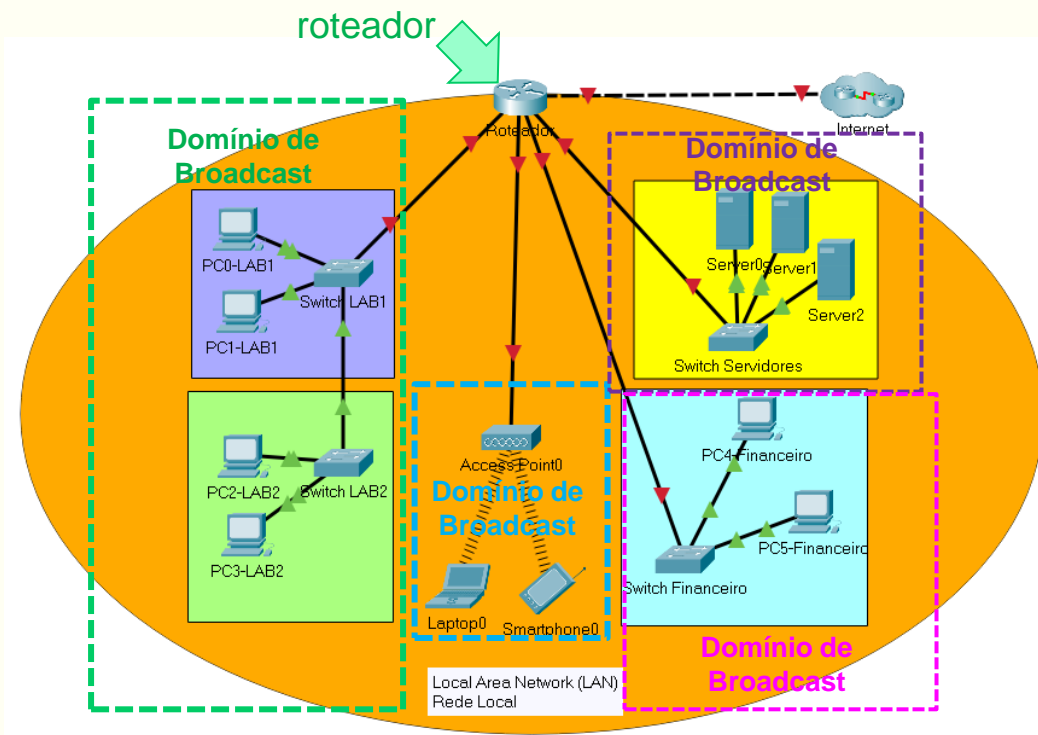 roteador
Roteador
Internet
Domínio de
Broadcast
Domínio de
Broadcast
PC0-LAB1
Switch LAB1
PC1-LAB1
Server0
Server1
Server2
Switch Servidores
PC2-LAB2
Switch LAB2
PC3-LAB2
Access Point0
Domínio de
Broadcast
Laptop0
Smartphone0
PC4-Financeiro
PC5-Financeiro
Switch Financeiro
Domínio de
Broadcast
Local Area Network (LAN)
Rede Local